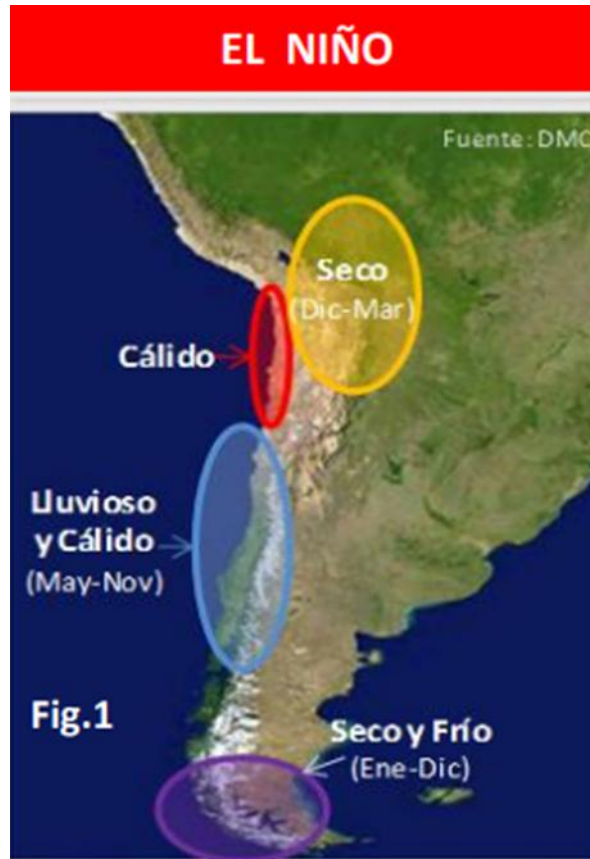 EL NIÑO
Fuente: DMC
Seco
(Dic-Mar)
Cálido
Lluvioso
y Cálido
(May-Nov)
Fig.1
Seco y Frío
(Ene-Dic)